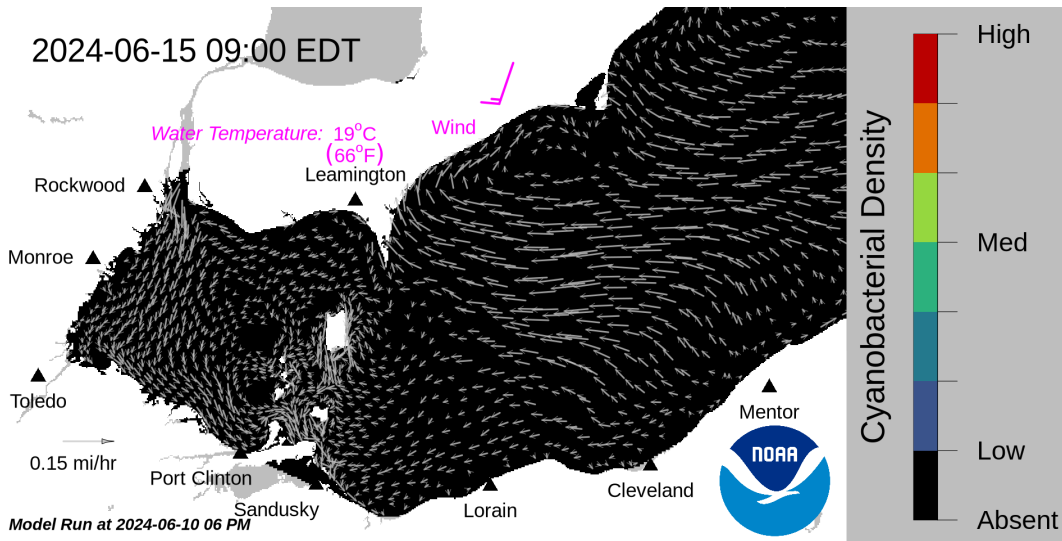 2024-06-15 09:00 EDT
High
Wind
Water Temperature: 19°C
(66°F)
Leamington
Rockwood
Monroe
Med
Cyanobacterial Density
Toledo
Mentor
NOAA
0.15 mi/hr
Port Clinton
Low
Cleveland
Sandusky
Lorain
Model Run at 2024-06-10 06 PM
Absent